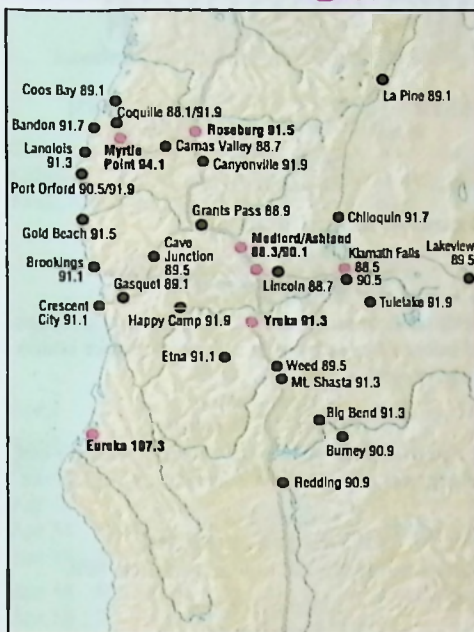 La Pine 89.1
Coos Bay 89.1
Coquille 88.1/91.9
Bandon 91.7
Roseburg 91.5
Myrtle
Point 94.1
Camas Valley 88.7
Langlois
91.3
Canyonville 91.9
Port Orford 90.5/91.9
Grants Pass 88.9
Chiloquin 91.7
Gold Beach 91.5
Medford/Ashland
88.3/90.1
Cave
Junction
89.5
Klamath Falls
88.5
90.5
Lakeview
89.5
Brookings
91.1
Lincoln 88.7
Gasquet 89.1
Tulelake 91.9
Crescent
City 91.1
Happy Camp 91.9
Yreka 91.3
Etna 91.1
Weed 89.5
Mt. Shasta 91.3
Big Bend 91.3
Burney 90.9
Eureka 107.3
Redding 90.9